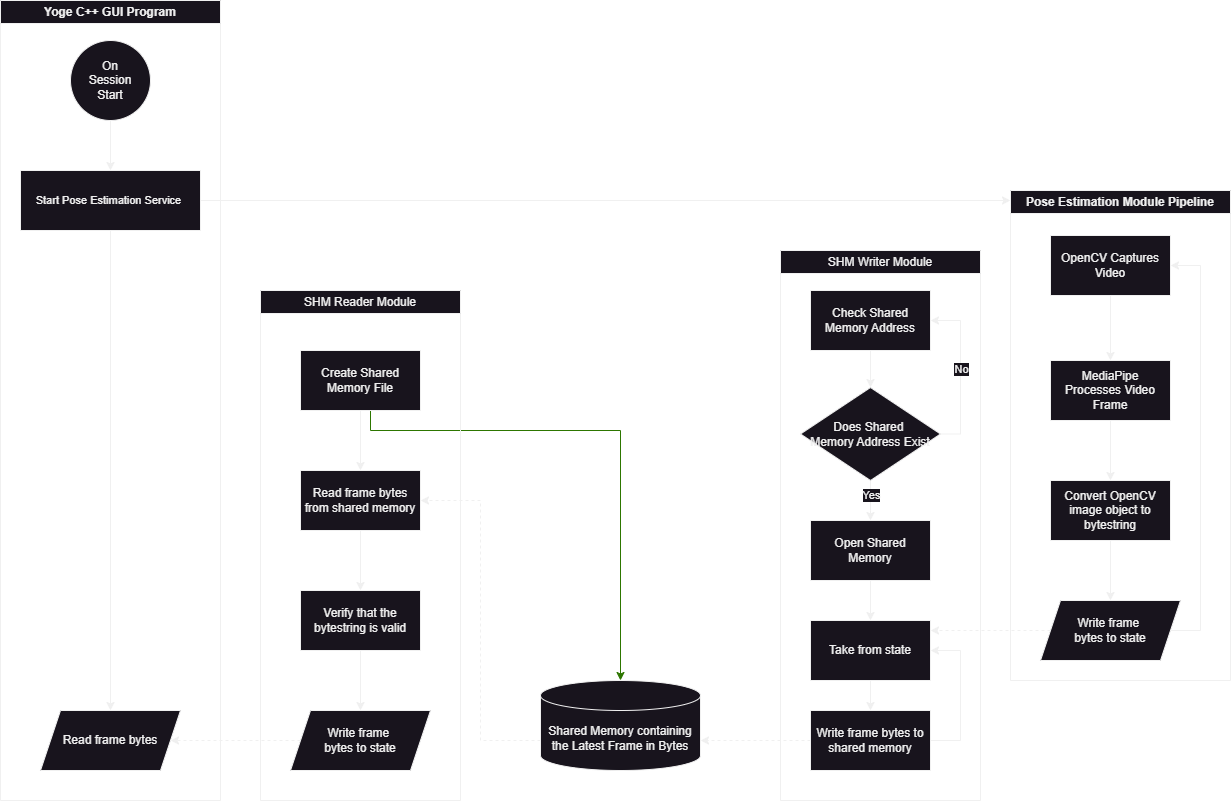 Yoge C++ GUI Program
On
Session
Start
Start Pose Estimation Service
Read frame bytes
SHM Reader Module
Create Shared
Memory File
Read frame bytes
from shared memory
Verify that the
bytestring is valid
Write frame
bytes to state
Shared Memory containing
the Latest Frame in Bytes
SHM Writer Module
Check Shared
Memory Address
No
Does Shared
Memory Address Exist
Yes
Open Shared
Memory
Take from state
Write frame bytes to
shared memory
Pose Estimation Module Pipeline
OpenCV Captures
Video
MediaPipe
Processes Video
Frame
Convert OpenCV
image object to
bytestring
Write frame
bytes to state